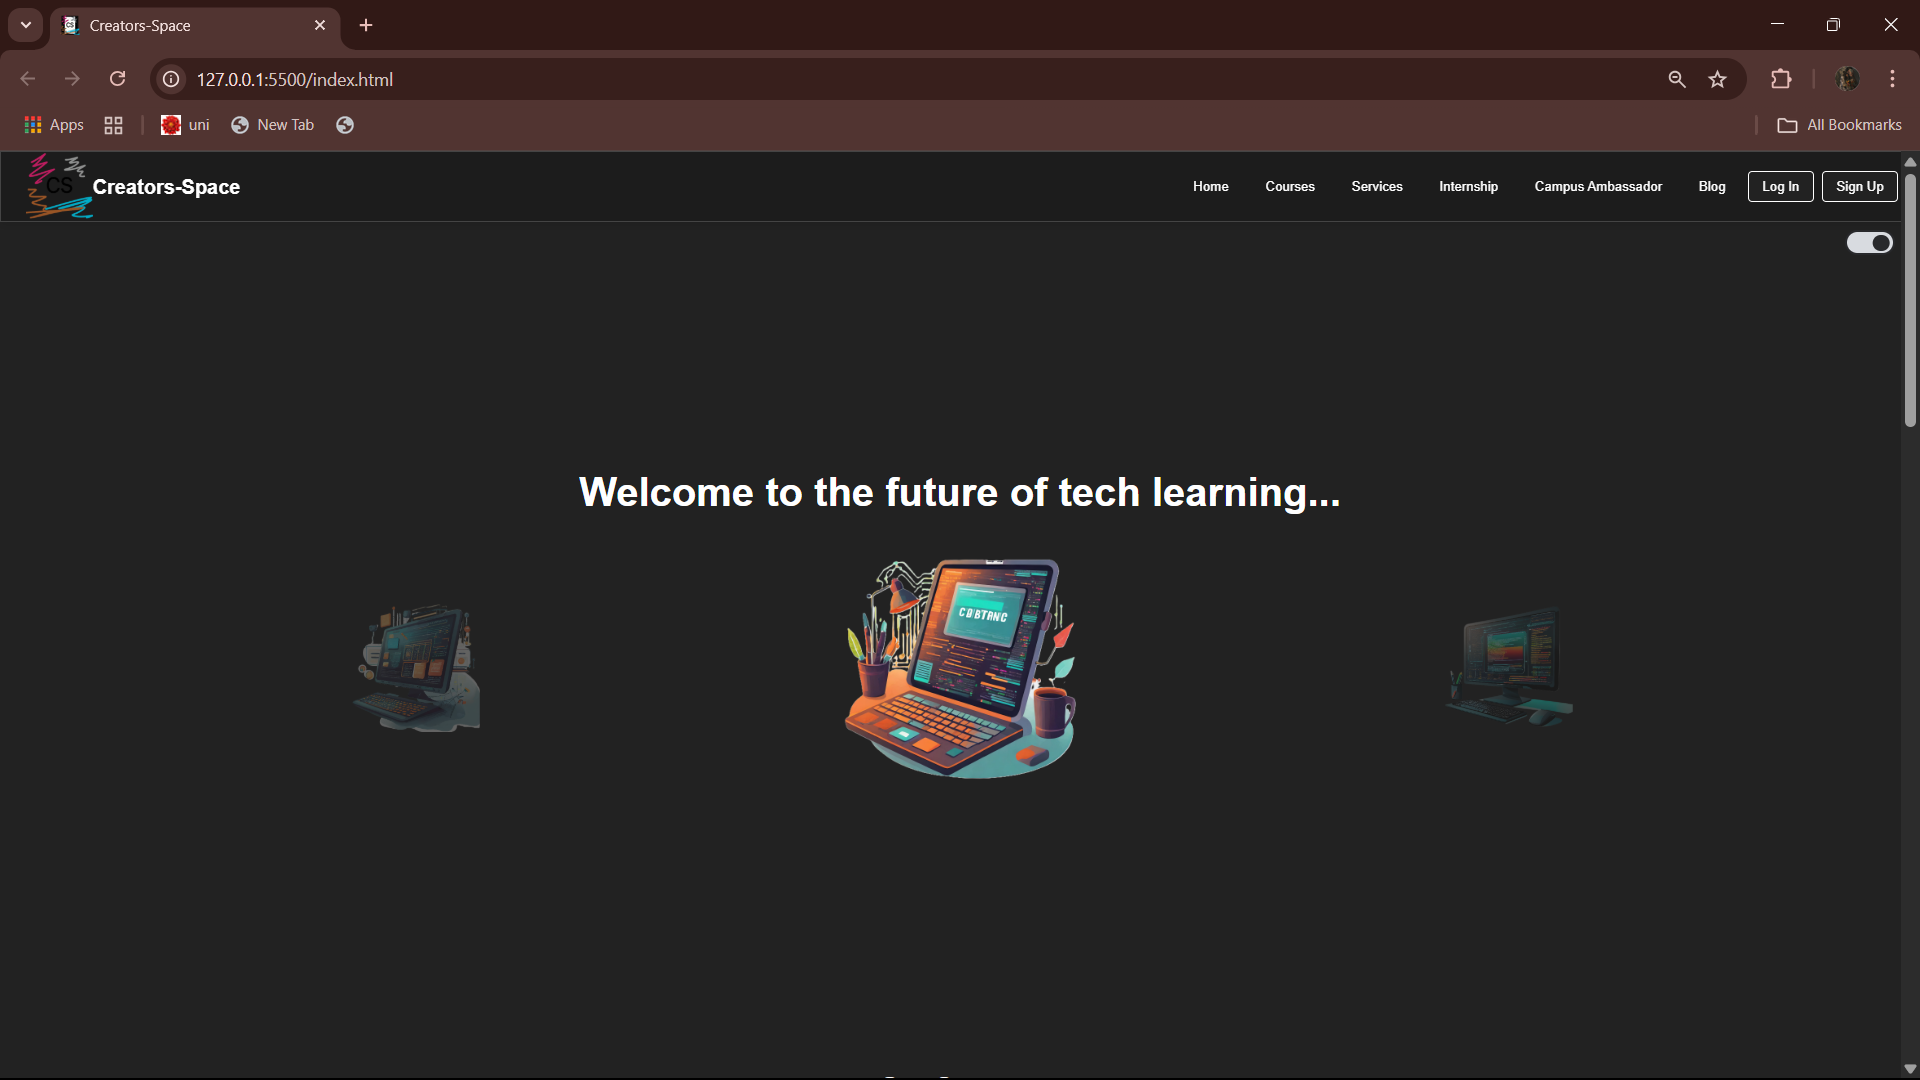 Creators-Space
127.0.0.1:5500/index.html
Apps
uni
New Tab
All Bookmarks
CS
Creators-Space
Home
Courses
Services
Internship
Campus Ambassador
Blog
Log In
Sign Up
Welcome to the future of tech learning...